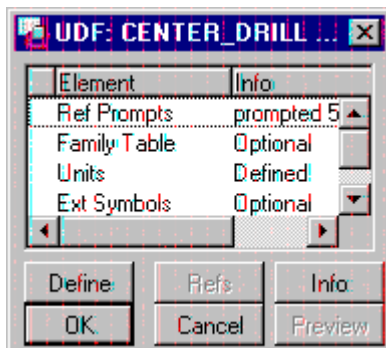 UDF: CENTER_DRILL ...
Element Info
Ref Prompts prompted 5
Family Table Optional
Units Defined
Ext Symbols Optional
Define Refs Info
OK Cancel Preview